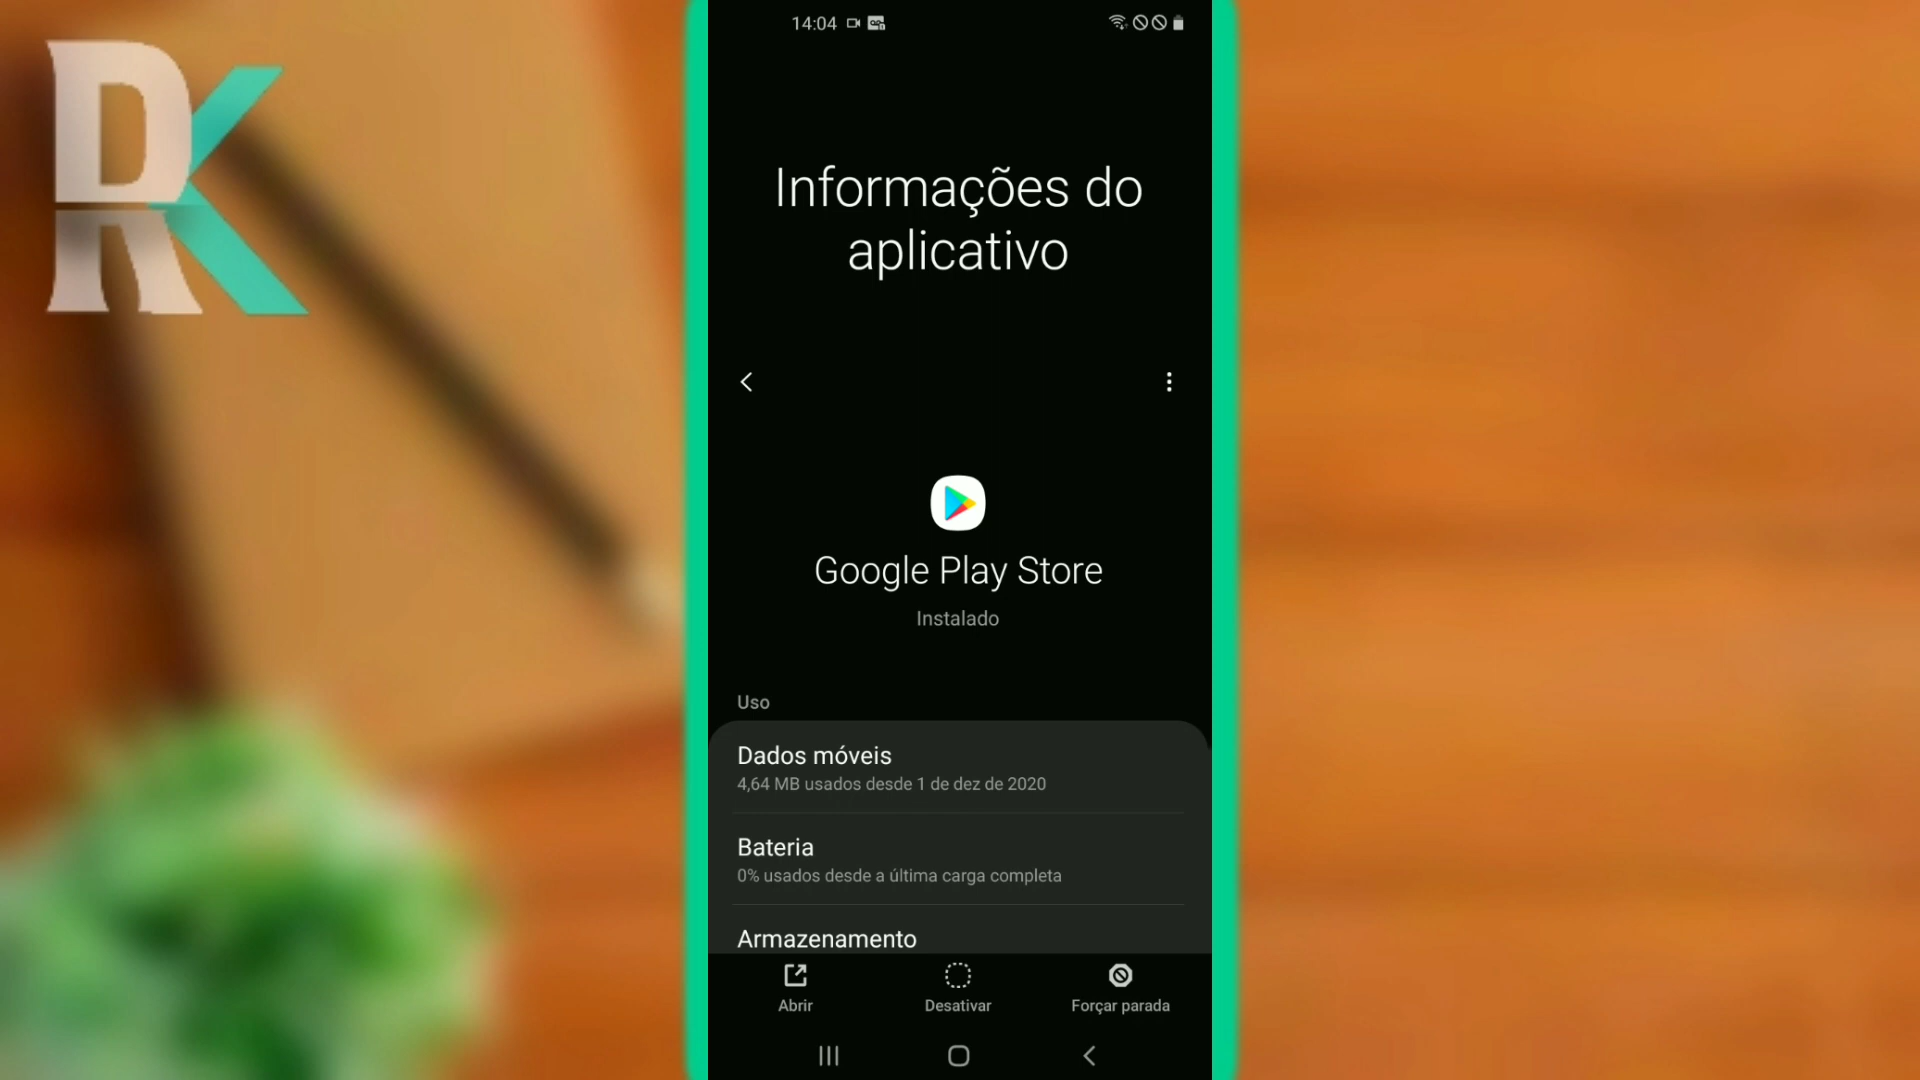 DK
R
14:04
Informações do
aplicativo
Google Play Store
Instalado
Uso
Dados móveis
4,64 MB usados desde 1 de dez de 2020
Bateria
0% usados desde a última carga completa
Armazenamento
Abrir
Desativar
Forçar parada